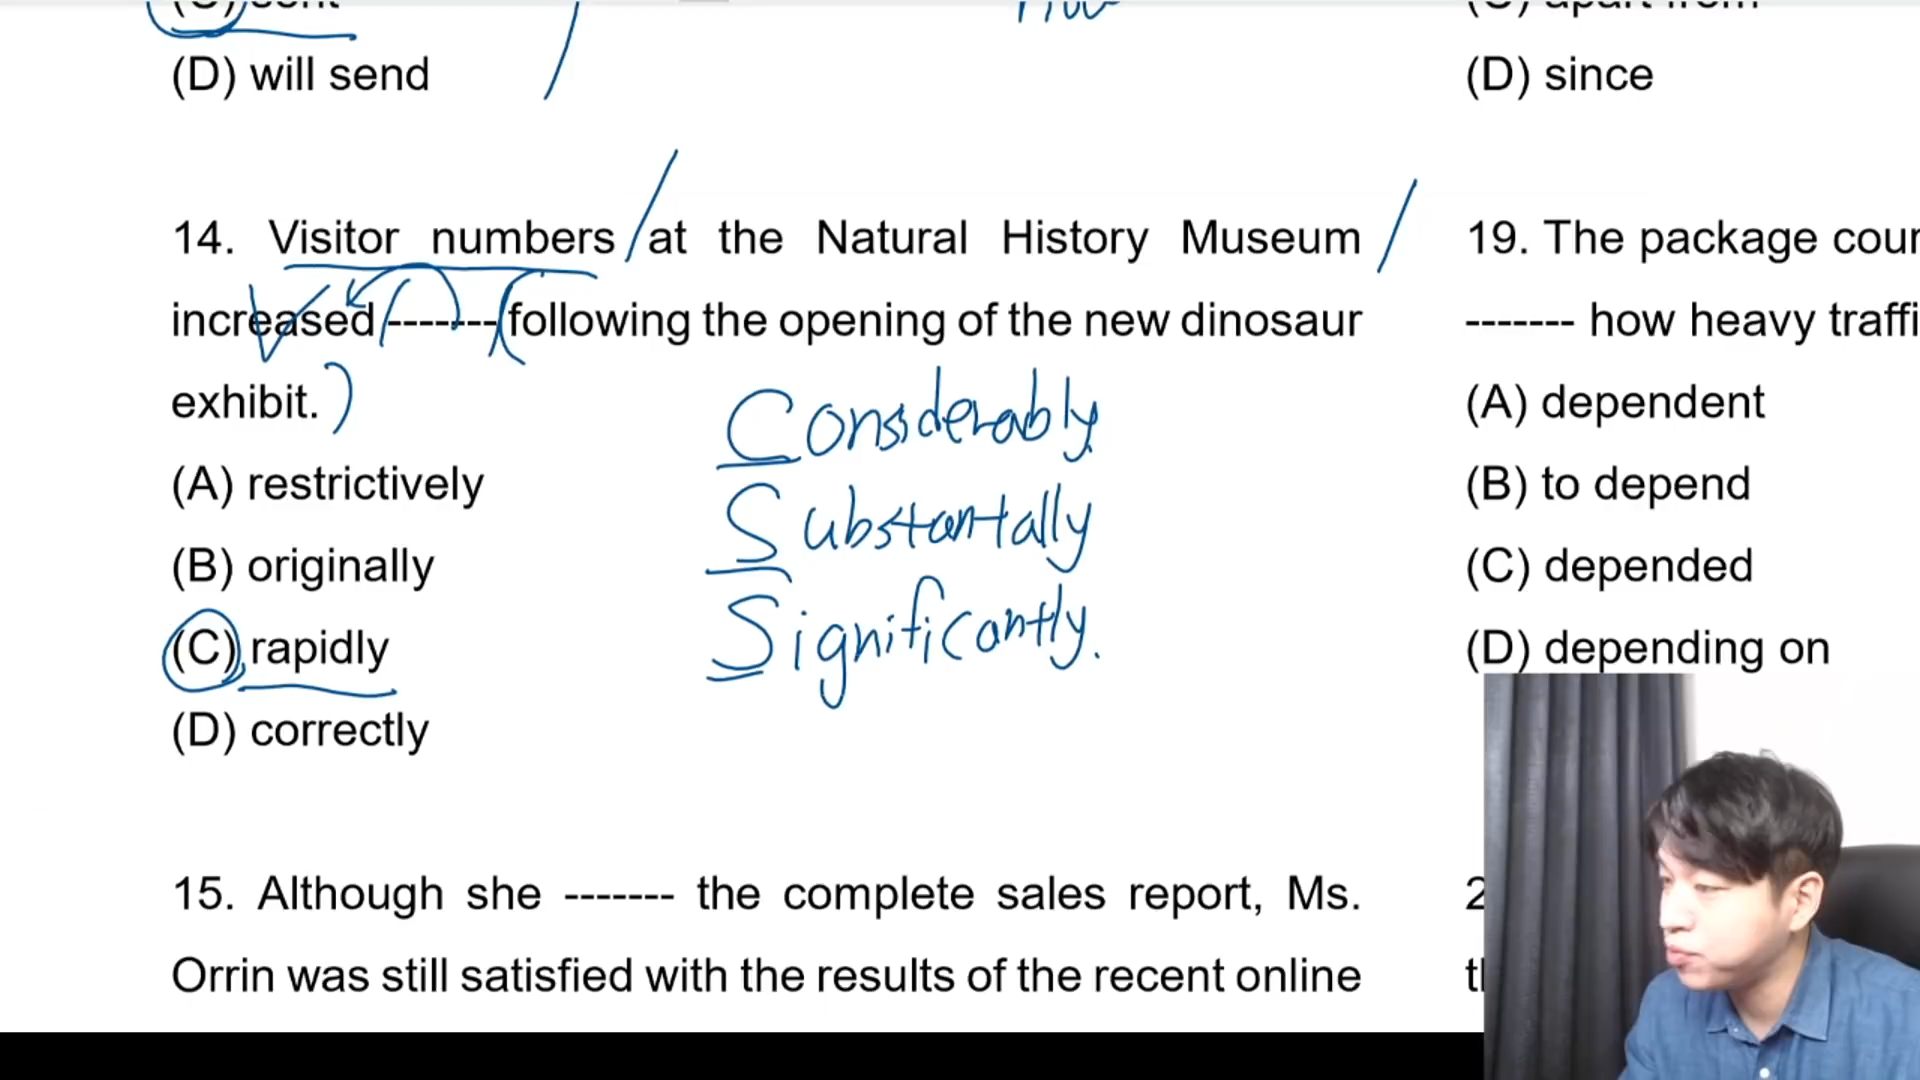 (D) will send
14. Visitor numbers at the Natural History Museum
increased ------- following the opening of the new dinosaur
exhibit.
(A) restrictively
(B) originally
(C) rapidly
(D) correctly
Considerably
Substantally
Significantly.
15. Although she ------- the complete sales report, Ms.
Orrin was still satisfied with the results of the recent online
(D) since
19. The package cour
------- how heavy traffi
(A) dependent
(B) to depend
(C) depended
(D) depending on
2